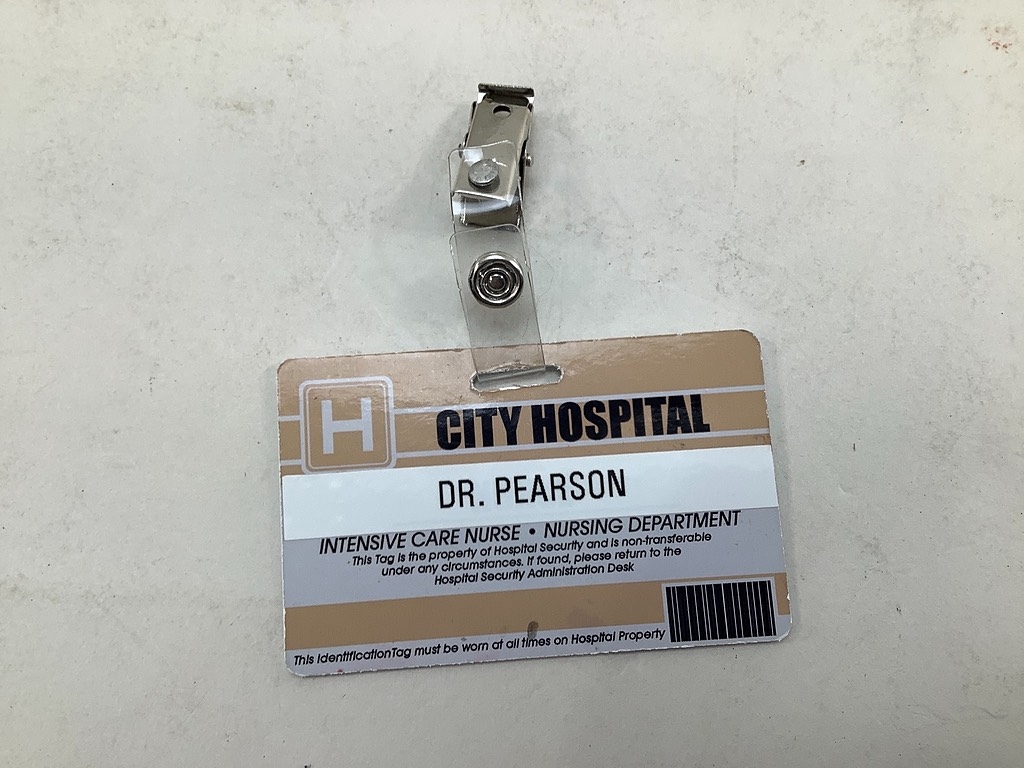 H
CITY HOSPITAL
DR. PEARSON
INTENSIVE CARE NURSE • NURSING DEPARTMENT
This Tag is the property of Hospital Security and is non-transferable
under any circumstances. If found, please return to the
Hospital Security Administration Desk
This IdentificationTag must be worn at all times on Hospital Property